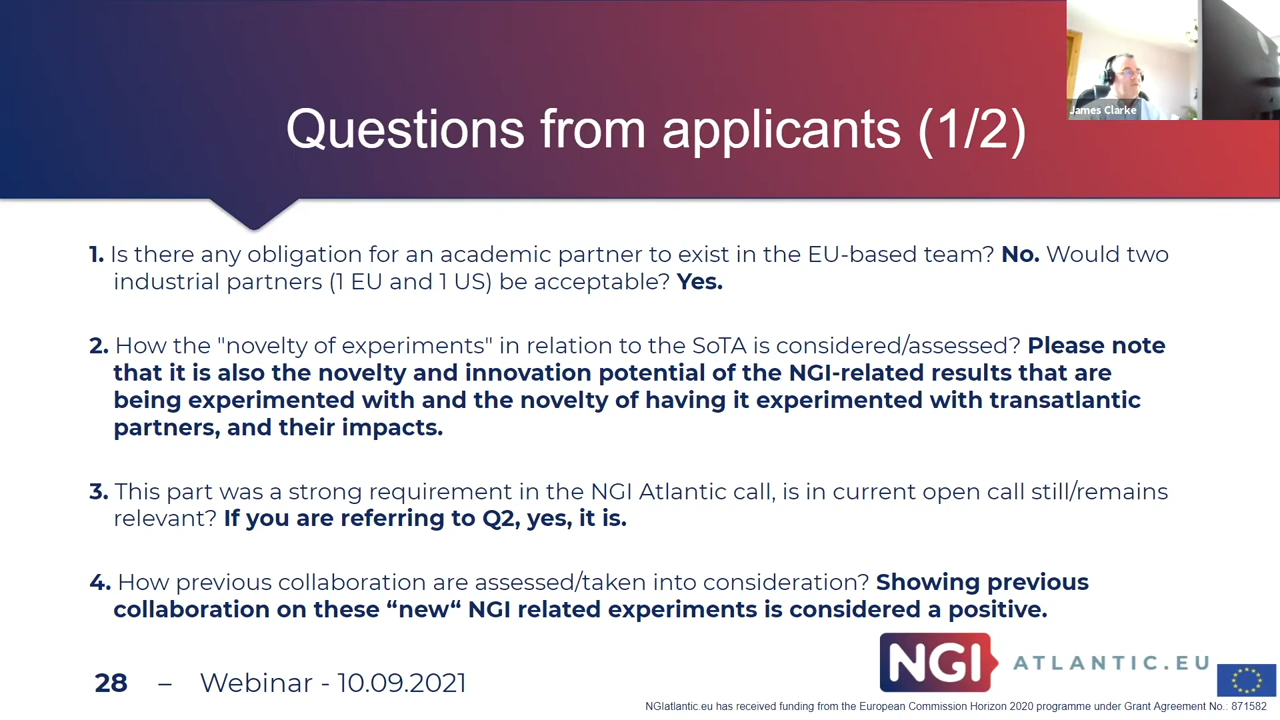 James Clarke
Questions from applicants (1/2)
1. Is there any obligation for an academic partner to exist in the EU-based team? No. Would two
industrial partners (1 EU and 1 US) be acceptable? Yes.
2. How the "novelty of experiments" in relation to the SoTA is considered/assessed? Please note
that it is also the novelty and innovation potential of the NGI-related results that are
being experimented with and the novelty of having it experimented with transatlantic
partners, and their impacts.
3. This part was a strong requirement in the NGI Atlantic call, is in current open call still/remains
relevant? If you are referring to Q2, yes, it is.
4. How previous collaboration are assessed/taken into consideration? Showing previous
collaboration on these “new“ NGI related experiments is considered a positive.
28 – Webinar - 10.09.2021
NGI ATLANTIC.EU
NGIatlantic.eu has received funding from the European Commission Horizon 2020 programme under Grant Agreement No.: 871582